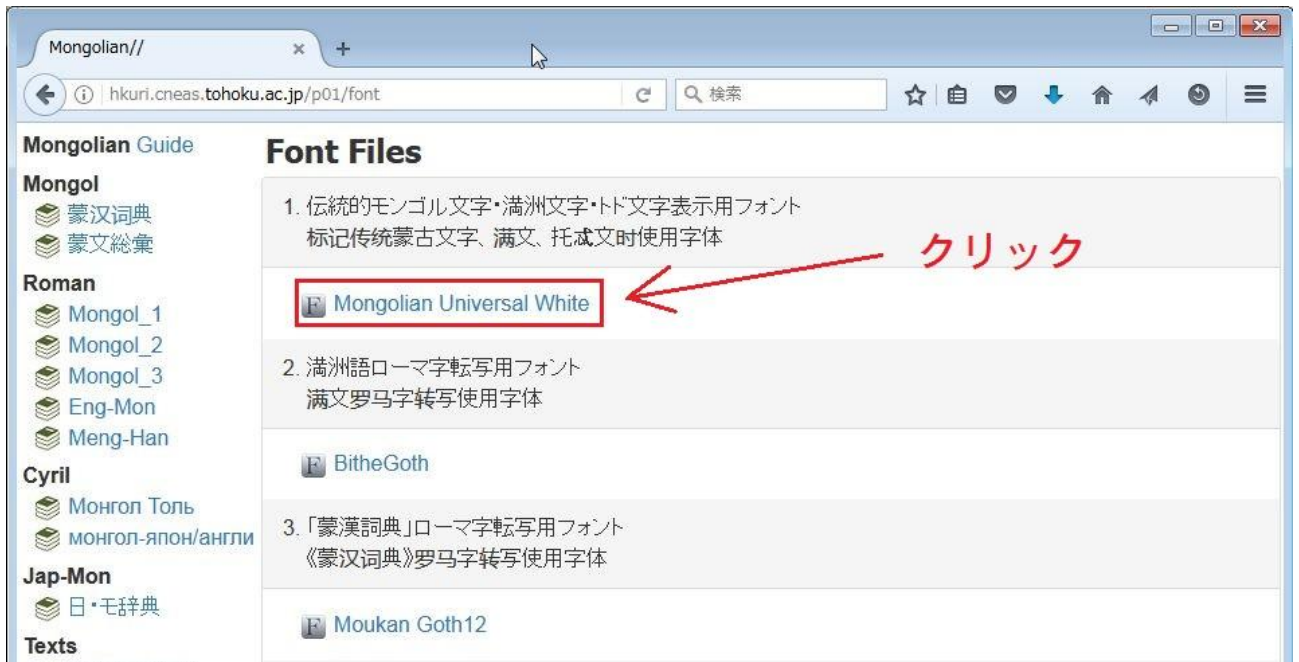 Mongolian//
hkuri.cneas.tohoku.ac.jp/p01/font
検索
Mongolian Guide
Mongol
蒙汉词典
蒙文総彙
Roman
Mongol_1
Mongol_2
Mongol_3
Eng-Mon
Meng-Han
Cyril
Монгол Толь
монгол-япон/англи
Jap-Mon
日・モ辞典
Texts
Font Files
1. 伝統的モンゴル文字・満洲文字・トド文字表示用フォント
标记传统蒙古文字、满文、托忒文时使用字体
Mongolian Universal White
クリック
2. 満洲語ローマ字転写用フォント
满文罗马字转写使用字体
BitheGoth
3. 「蒙漢詞典」ローマ字転写用フォント
《蒙汉词典》罗马字转写使用字体
Moukan Goth12